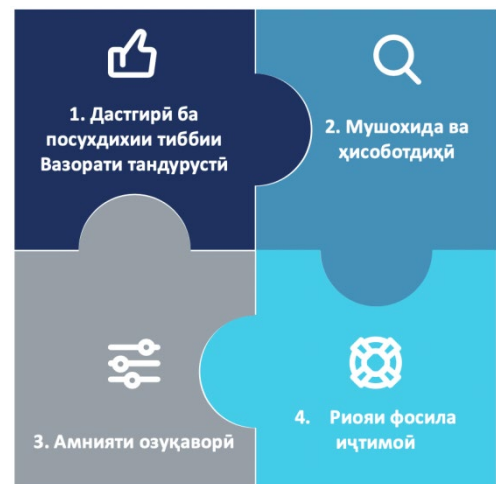 1. Дастгирӣ ба
посухдихии тиббии
Вазорати тандурустӣ
2. Мушохида ва
ҳисоботдиҳӣ
3. Амнияти озуқаворӣ
4. Риояи фосила
иҷтимоӣ